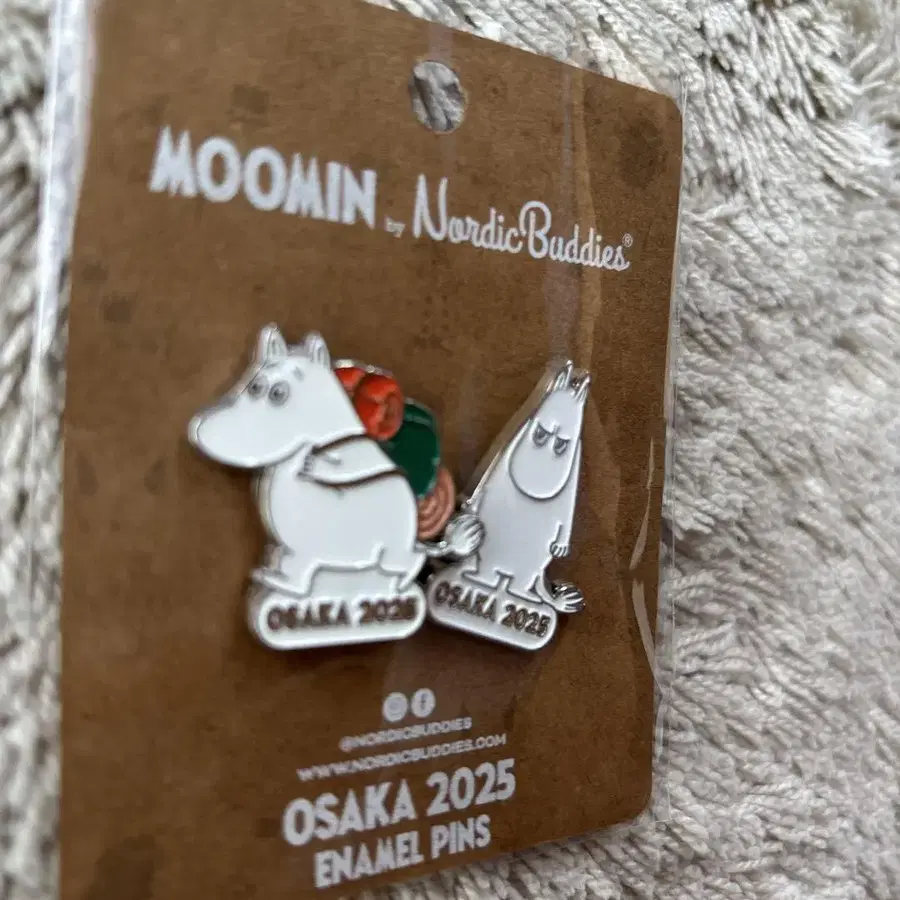 MOOMIN by NordicBuddies®
OSAKA 2025
OSAKA 2025
@NORDICBUDDIES
WWW.NORDICBUDDIES.COM
OSAKA 2025
ENAMEL PINS